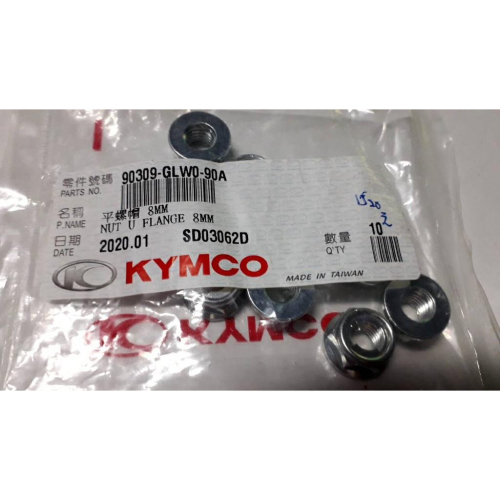 零件號碼 90309-GLW0-90A
PARTS NO.
名稱 平螺帽 8MM
P.NAME NUT U FLANGE 8MM
日期 2020.01 SD03062D 數量 10
DATE Q'TY
KYMCO MADE IN TAIWAN
KYMCO